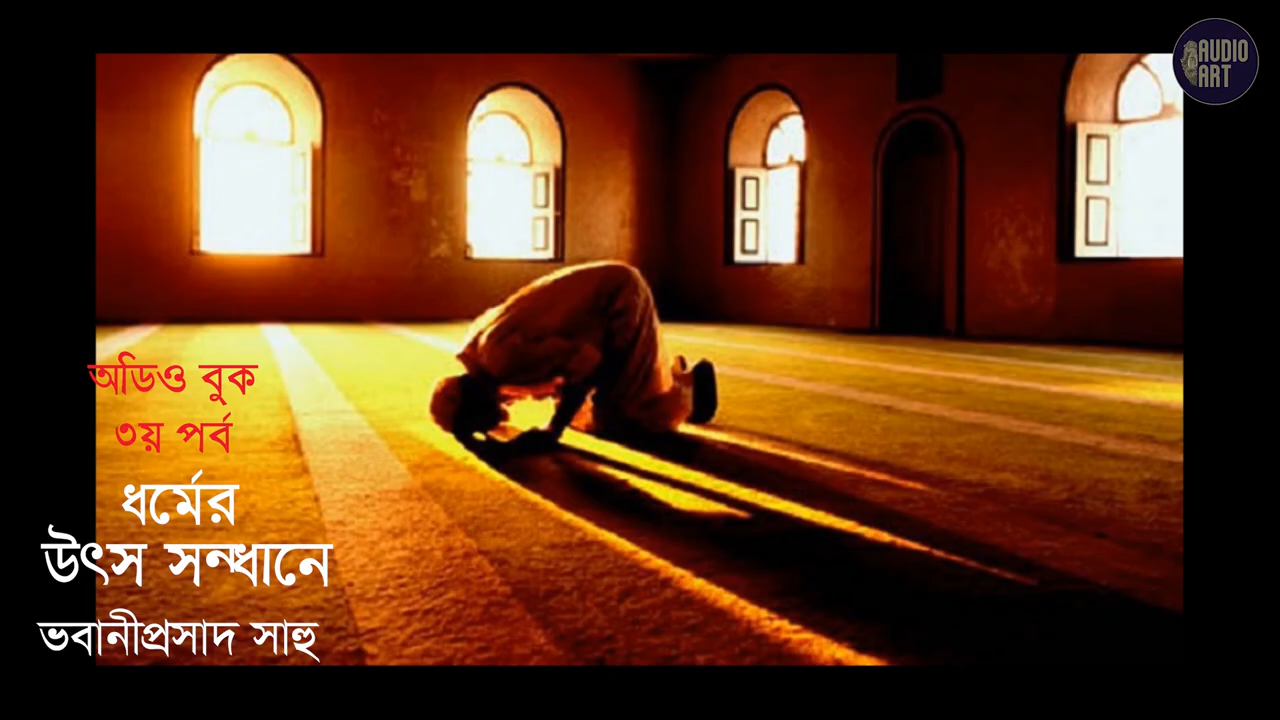 AUDIO
ART
অডিও বুক
৩য় পর্ব
ধর্মের
উৎস সন্ধানে
ভবানীপ্রসাদ সাহু